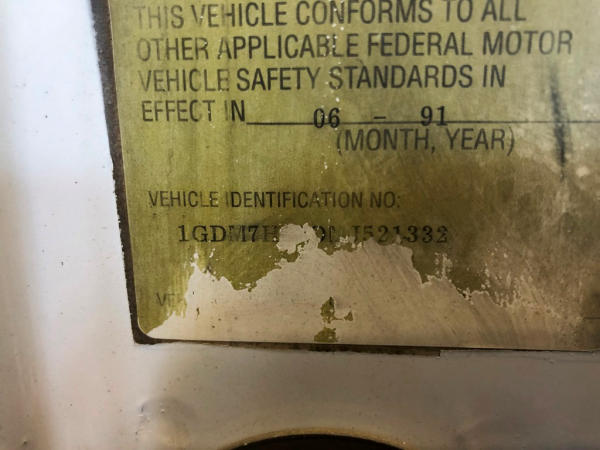 THIS VEHICLE CONFORMS TO ALL
OTHER APPLICABLE FEDERAL MOTOR
VEHICLE SAFETY STANDARDS IN
EFFECT IN 06 - 91
(MONTH, YEAR)
VEHICLE IDENTIFICATION NO: